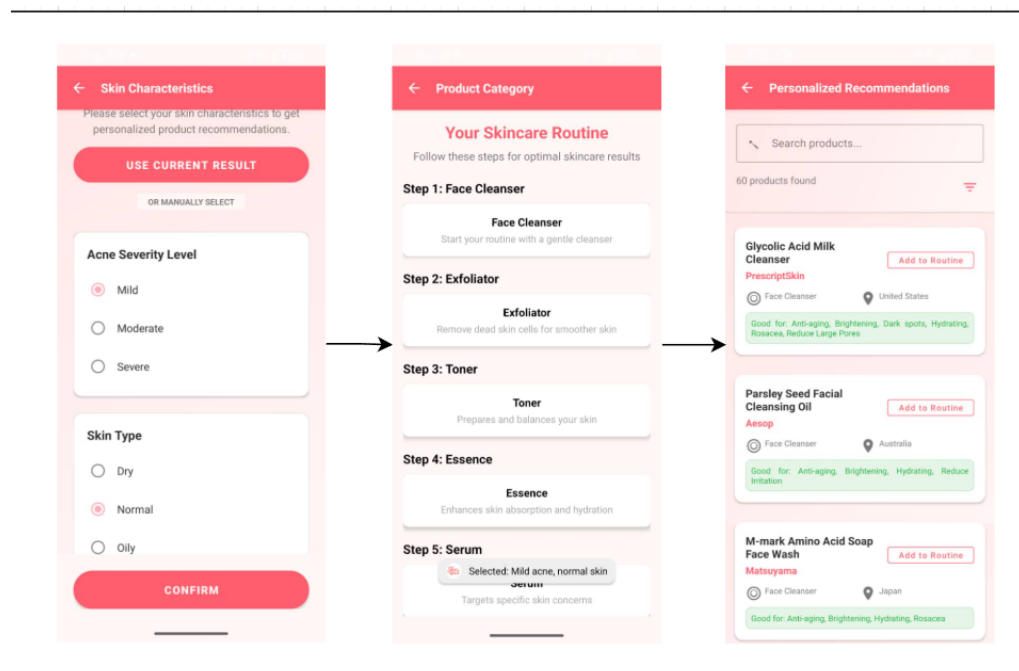 Skin Characteristics
Please select your skin characteristics to get
personalized product recommendations.
USE CURRENT RESULT
OR MANUALLY SELECT
Acne Severity Level
Mild
Moderate
Severe
Skin Type
Dry
Normal
Oily
CONFIRM
Product Category
Your Skincare Routine
Follow these steps for optimal skincare results
Step 1: Face Cleanser
Face Cleanser
Start your routine with a gentle cleanser
Step 2: Exfoliator
Exfoliator
Remove dead skin cells for smoother skin
Step 3: Toner
Toner
Prepares and balances your skin
Step 4: Essence
Essence
Enhances skin absorption and hydration
Step 5: Serum
Selected: Mild acne, normal skin
Serum
Targets specific skin concerns
Personalized Recommendations
Search products...
60 products found
Glycolic Acid Milk
Cleanser
Add to Routine
PrescriptSkin
Face Cleanser
United States
Good for: Anti-aging, Brightening, Dark spots, Hydrating,
Rosacea, Reduce Large Pores
Parsley Seed Facial
Cleansing Oil
Add to Routine
Aesop
Face Cleanser
Australia
Good for: Anti-aging, Brightening, Hydrating, Reduce
Irritation
M-mark Amino Acid Soap
Face Wash
Add to Routine
Matsuyama
Face Cleanser
Japan
Good for: Anti-aging, Brightening, Hydrating, Rosacea